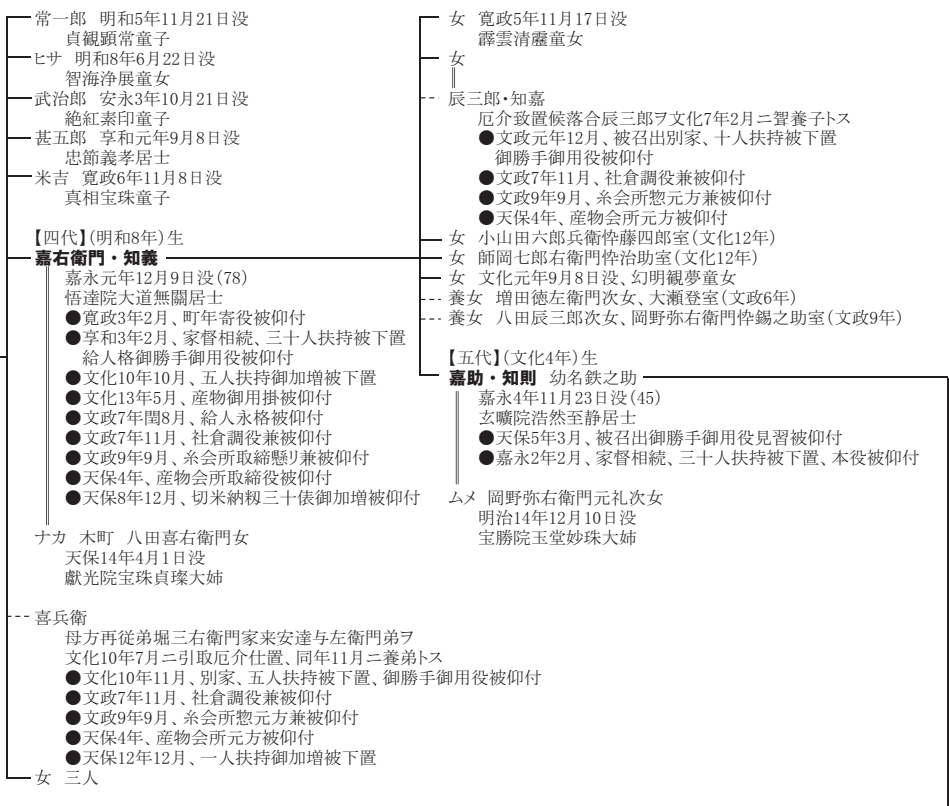 常一郎 明和5年11月21日没
貞観顕常童子
ヒサ 明和8年6月22日没
智海浄展童女
武治郎 安永3年10月21日没
絶紅素印童子
甚五郎 享和元年9月8日没
忠節義孝居士
米吉 寛政6年11月8日没
真相宝珠童子
【四代】(明和8年)生
嘉右衛門・知義
嘉永元年12月9日没(78)
悟達院大道無關居士
●寛政3年2月、町年寄役被仰付
●享和3年2月、家督相続、三十人扶持被下置
給人格御勝手御用役被仰付
●文化10年10月、五人扶持御加増被下置
●文化13年5月、産物御用掛被仰付
●文政7年閏8月、給人永格被仰付
●文政7年11月、社倉調役兼被仰付
●文政9年9月、糸会所取締懸リ兼被仰付
●天保4年、産物会所取締役被仰付
●天保8年12月、切米納籾三十俵御加増被仰付
ナカ 木町 八田喜右衛門女
天保14年4月1日没
獻光院宝珠貞璨大姉
喜兵衛
母方再従弟堀三右衛門家来安達与左衛門弟ヲ
文化10年7月ニ引取厄介仕置、同年11月ニ養弟トス
●文化10年11月、別家、五人扶持被下置、御勝手御用役被仰付
●文政7年11月、社倉調役兼被仰付
●文政9年9月、糸会所惣元方兼被仰付
●天保4年、産物会所元方被仰付
●天保12年12月、一人扶持御加増被下置
女 三人
女 寛政5年11月17日没
霹雲清靂童女
女
辰三郎・知嘉
厄介致置候落合辰三郎ヲ文化7年2月ニ聟養子トス
●文政元年12月、被召出別家、十人扶持被下置
御勝手御用役被仰付
●文政7年11月、社倉調役兼被仰付
●文政9年9月、糸会所惣元方兼被仰付
●天保4年、産物会所元方被仰付
女 小山田六郎兵衛忰藤四郎室(文化12年)
女 師岡七郎右衛門忰治助室(文化12年)
女 文化元年9月8日没、幻明観夢童女
養女 増田徳左衛門次女、大瀬登室(文政6年)
養女 八田辰三郎次女、岡野弥右衛門忰錫之助室(文政9年)
【五代】(文化4年)生
嘉助・知則 幼名鉄之助
嘉永4年11月23日没(45)
玄曠院浩然至静居士
●天保5年3月、被召出御勝手御用役見習被仰付
●嘉永2年2月、家督相続、三十人扶持被下置、本役被仰付
ムメ 岡野弥右衛門元礼次女
明治14年12月10日没
宝勝院玉堂妙珠大姉